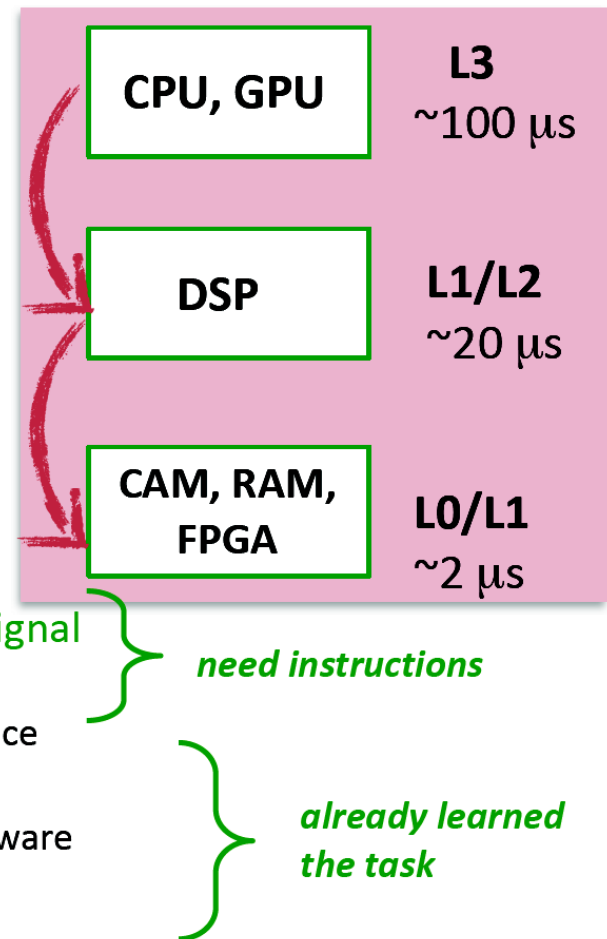 CPU, GPU
L3
~100 μs
DSP
L1/L2
~20 μs
CAM, RAM,
FPGA
L0/L1
~2 μs
ignal
need instructions
ce
already learned
ware
the task